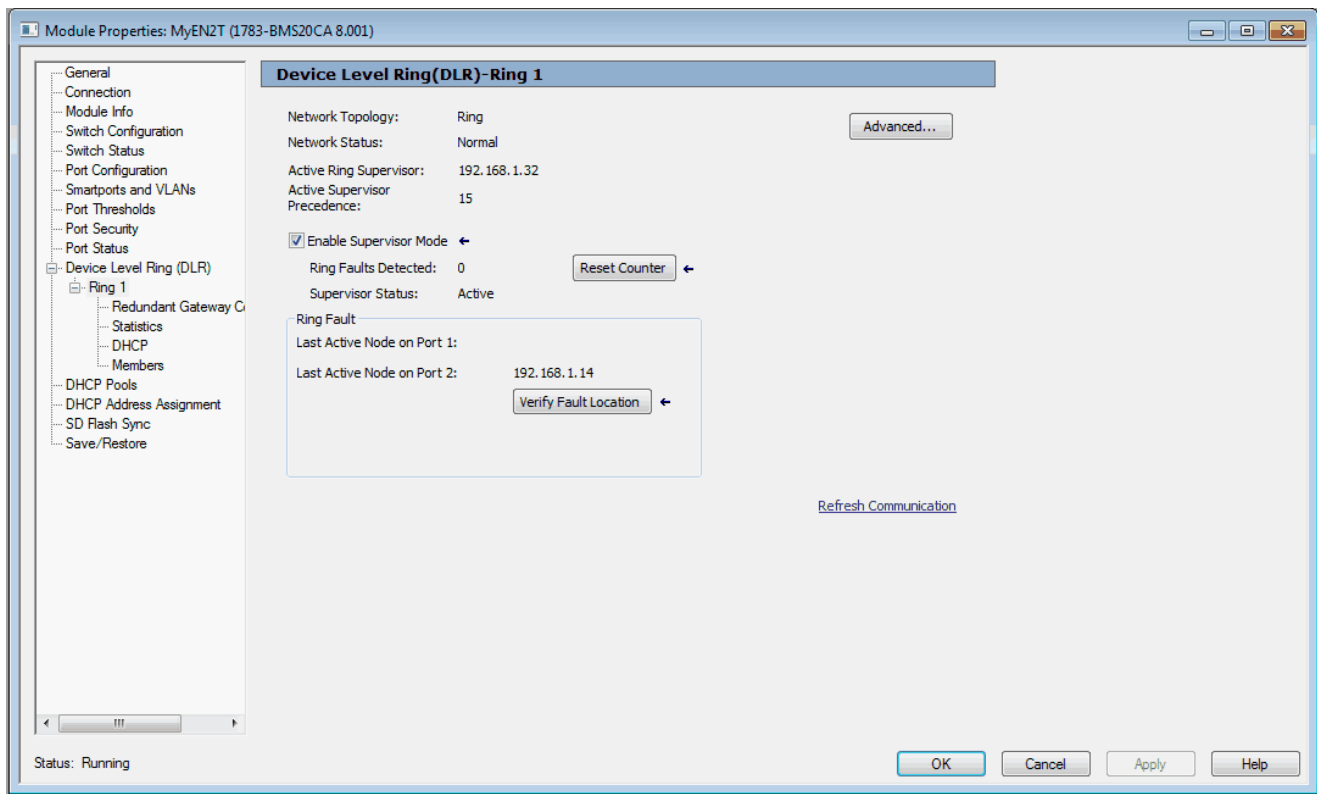 Module Properties: MyEN2T (1783-BMS20CA 8.001)
General
Connection
Module Info
Switch Configuration
Switch Status
Port Configuration
Smartports and VLANs
Port Thresholds
Port Security
Port Status
Device Level Ring (DLR)
Ring 1
Redundant Gateway C
Statistics
DHCP
Members
DHCP Pools
DHCP Address Assignment
SD Flash Sync
Save/Restore
Device Level Ring(DLR)-Ring 1
Network Topology: Ring
Advanced...
Network Status: Normal
Active Ring Supervisor: 192.168.1.32
Active Supervisor
Precedence: 15
Enable Supervisor Mode
Ring Faults Detected: 0 Reset Counter
Supervisor Status: Active
Ring Fault
Last Active Node on Port 1:
Last Active Node on Port 2: 192.168.1.14
Verify Fault Location
Refresh Communication
Status: Running
OK Cancel Apply Help